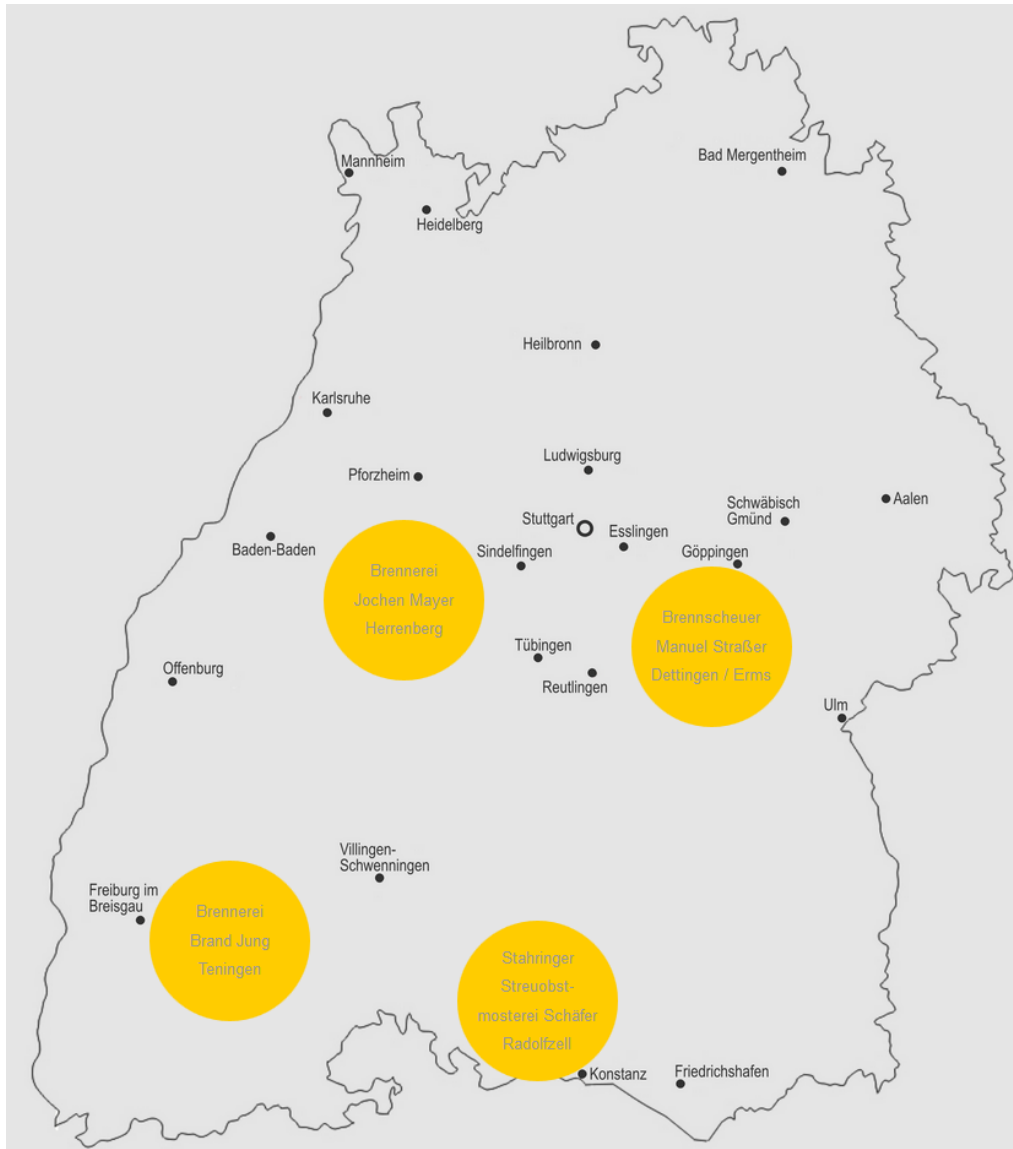 Mannheim
Bad Mergentheim
Heidelberg
Heilbronn
Karlsruhe
Ludwigsburg
Pforzheim
Schwäbisch
Gmünd
Aalen
Stuttgart
Esslingen
Baden-Baden
Sindelfingen
Göppingen
Brennerei
Jochen Mayer
Herrenberg
Brennscheuer
Manuel Straßer
Dettingen / Erms
Tübingen
Offenburg
Reutlingen
Ulm
Villingen-
Schwenningen
Freiburg im
Breisgau
Brennerei
Brand Jung
Teningen
Stahringer
Streuobst-
mosterei Schäfer
Radolfzell
Konstanz
Friedrichshafen